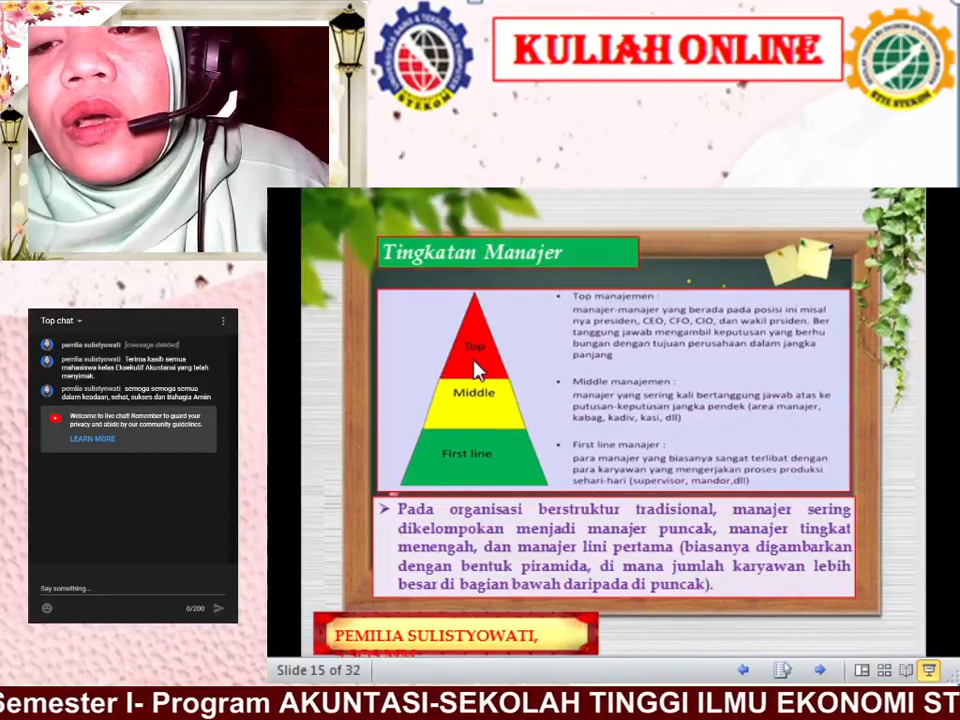 KULIAH ONLINE
STEKOM
STIE STEKOM
Tingkatan Manajer
Top
Middle
First line
• Top manajemen :
manajer-manajer yang berada pada posisi ini misal
nya presiden, CEO, CFO, CIO, dan wakil prsiden. Ber
tanggung jawab mengambil keputusan yang berhu
bungan dengan tujuan perusahaan dalam jangka
panjang
• Middle manajemen :
manajer yang sering kali bertanggung jawab atas ke
putusan-keputusan jangka pendek (area manajer,
kabag, kadiv, kasi, dll)
• First line manajer :
para manajer yang biasanya sangat terlibat dengan
para karyawan yang mengerjakan proses produksi
sehari-hari (supervisor, mandor,dll)
➤ Pada organisasi berstruktur tradisional, manajer sering
dikelompokan menjadi manajer puncak, manajer tingkat
menengah, dan manajer lini pertama (biasanya digambarkan
dengan bentuk piramida, di mana jumlah karyawan lebih
besar di bagian bawah daripada di puncak).
PEMILIA SULISTYOWATI,
Slide 15 of 32
Top chat
pemlia sulistyowati [message deleted]
pemlia sulistyowati Terima kasih semua
mahasiswa kelas Eksekutif Akuntansi yang telah
menyimak.
pemlia sulistyowati semoga semoga semua
dalam keadaan, sehat, sukses dan Bahagia Amiin
Welcome to live chat! Remember to guard your
privacy and abide by our community guidelines.
LEARN MORE
Say something...
0/200
Semester I- Program AKUNTASI-SEKOLAH TINGGI ILMU EKONOMI ST